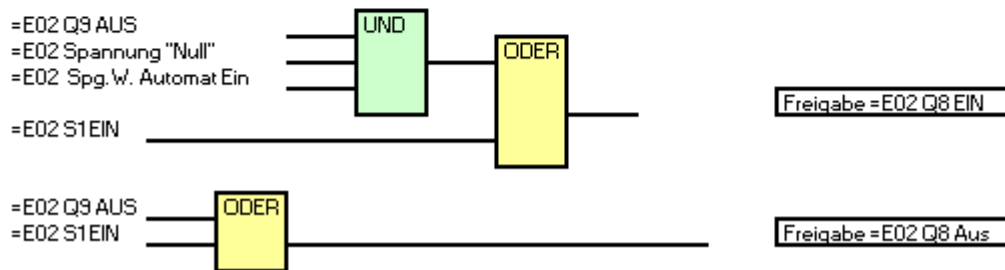 =E02 Q9 AUS
UND
=E02 Spannung "Null"
ODER
=E02 Spg. W. Automat Ein
Freigabe =E02 Q8 EIN
=E02 S1EIN
=E02 Q9 AUS
ODER
=E02 S1EIN
Freigabe =E02 Q8 Aus